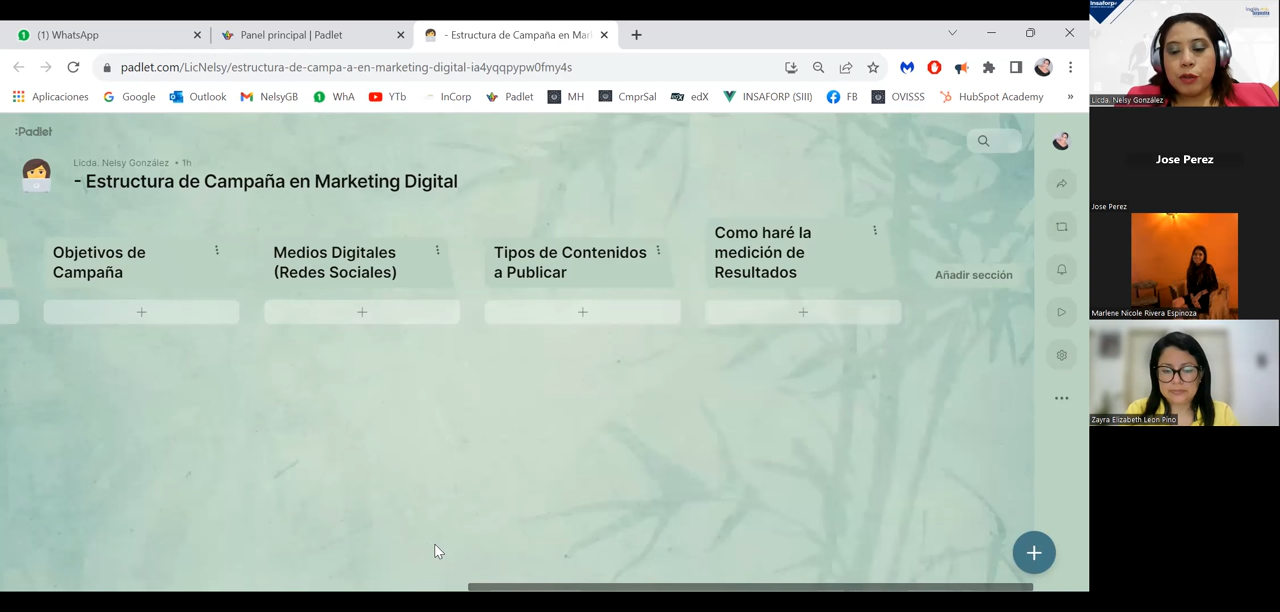 (1) WhatsApp
Panel principal | Padlet
- Estructura de Campaña en Mar
padlet.com/LicNelsy/estructura-de-campa-a-en-marketing-digital-ia4yqqpypw0fmy4s
Aplicaciones
Google
Outlook
NelsyGB
WhA
YTb
InCorp
Padlet
MH
CmprSal
edX
INSAFORP (SIII)
FB
OVISSS
HubSpot Academy
»
:Padlet
Licda. Nelsy González • 1h
- Estructura de Campaña en Marketing Digital
Objetivos de
Campaña
Medios Digitales
(Redes Sociales)
Tipos de Contenidos
a Publicar
Como haré la
medición de
Resultados
Añadir sección
Insaforp
Licda. Nelsy González
Jose Perez
Jose Perez
Marlene Nicole Rivera Espinoza
Zayra Elizabeth Leon Pino